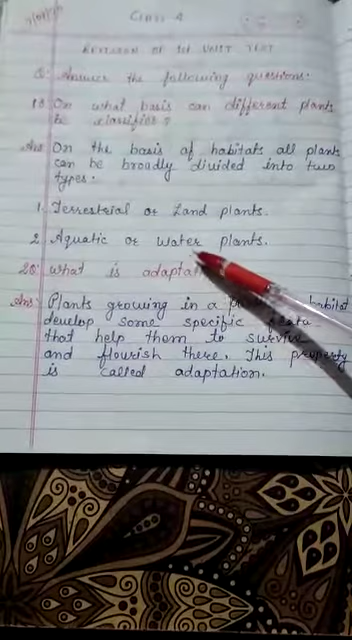 Class 4
REVISION OF 1st UNIT TEST
Q: Answer the following questions:
1Q On what basis can different plants
be classified?
Ans: On the basis of habitats all plants
can be broadly divided into two
types.
1. Terrestrial or Land plants.
2. Aquatic or Water plants.
2Q: What is
Ans: Plants growing in a habitat
develop some specific
that help them to survive
and flourish there. This property
is called adaptation.